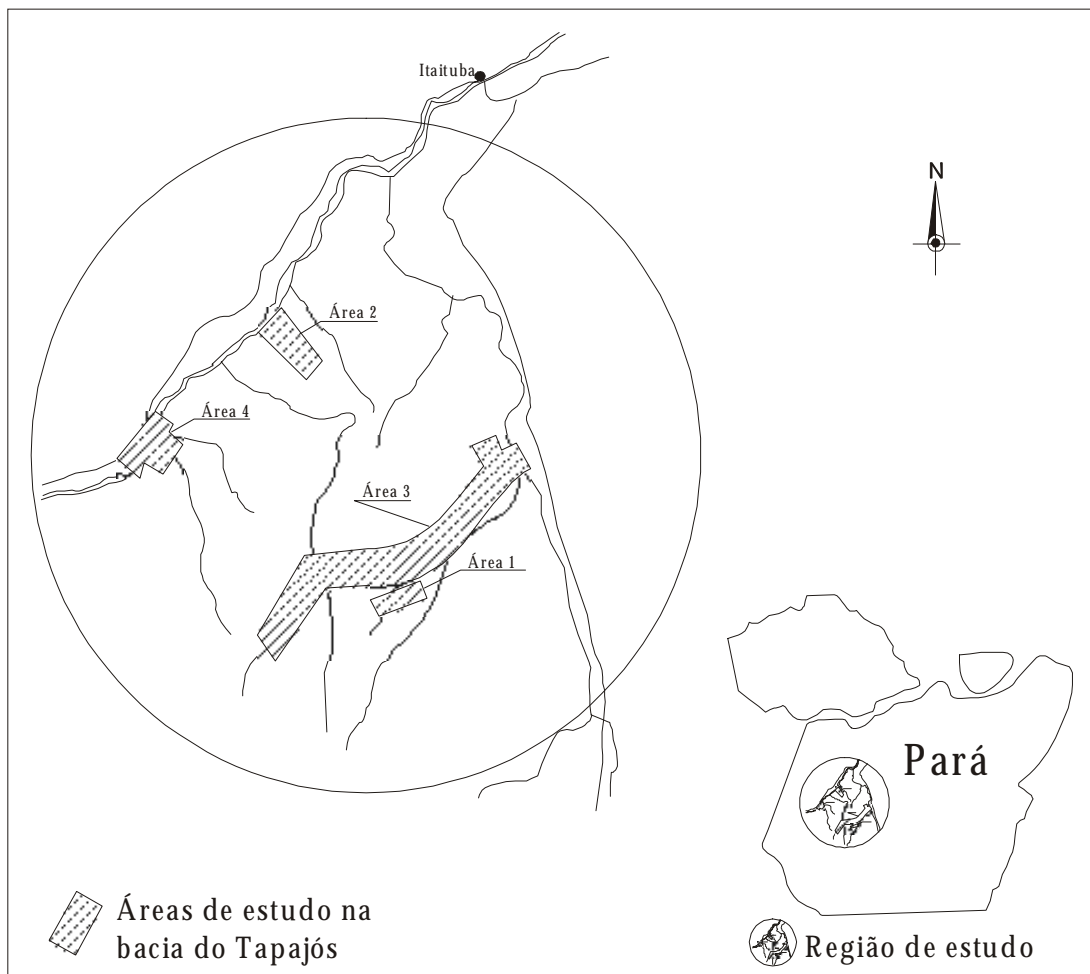 Itaituba
N
Área 2
Área 4
Área 3
Área 1
Pará
Áreas de estudo na
bacia do Tapajós
Região de estudo